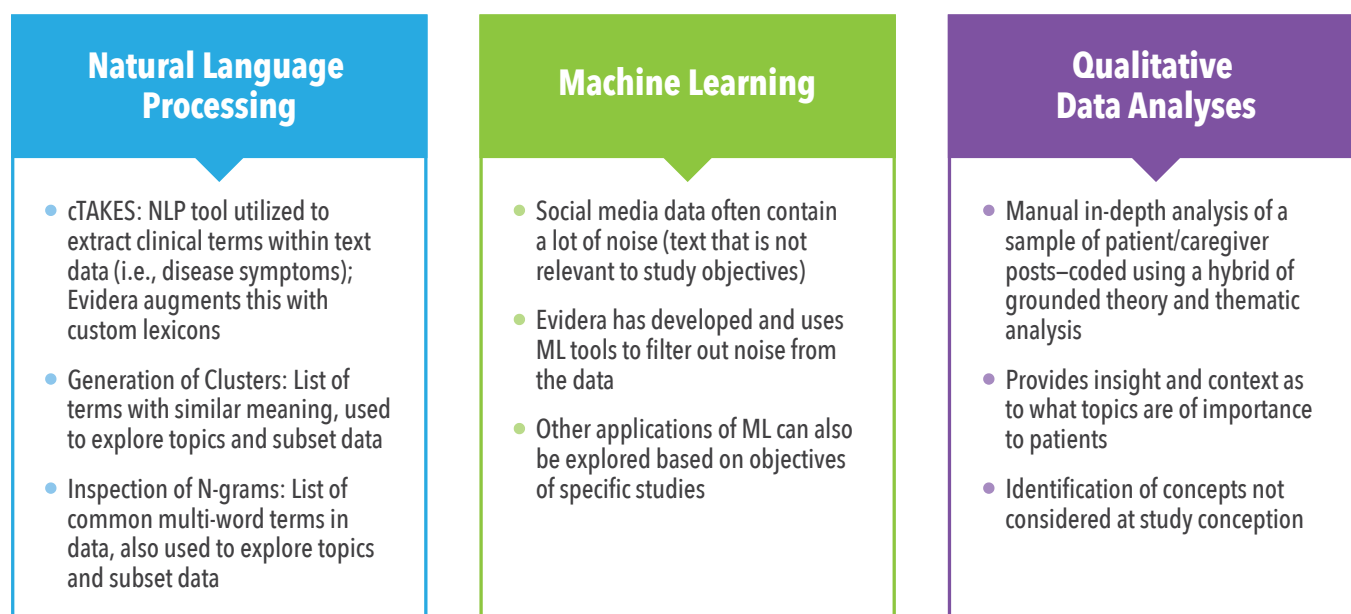 Natural Language
Processing
cTAKES: NLP tool utilized to
extract clinical terms within text
data (i.e., disease symptoms);
Evidera augments this with
custom lexicons
Generation of Clusters: List of
terms with similar meaning, used
to explore topics and subset data
Inspection of N-grams: List of
common multi-word terms in
data, also used to explore topics
and subset data
Machine Learning
Social media data often contain
a lot of noise (text that is not
relevant to study objectives)
Evidera has developed and uses
ML tools to filter out noise from
the data
Other applications of ML can also
be explored based on objectives
of specific studies
Qualitative
Data Analyses
Manual in-depth analysis of a
sample of patient/caregiver
posts—coded using a hybrid of
grounded theory and thematic
analysis
Provides insight and context as
to what topics are of importance
to patients
Identification of concepts not
considered at study conception